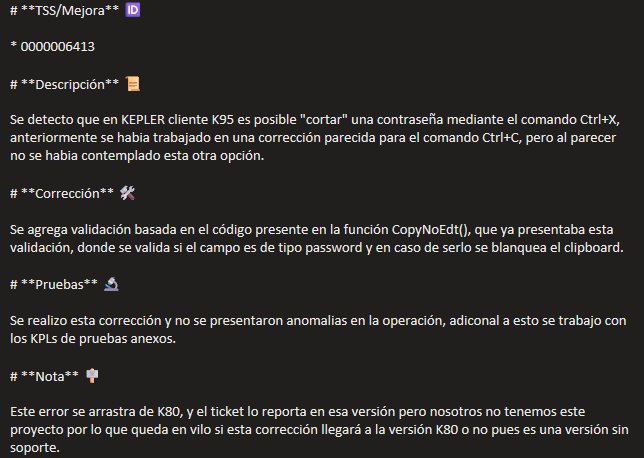 # **TSS/Mejora** 🆔
* 0000006413
# **Descripción** 📜
Se detecto que en KEPLER cliente K95 es posible "cortar" una contraseña mediante el comando Ctrl+X,
anteriormente se habia trabajado en una corrección parecida para el comando Ctrl+C, pero al parecer
no se habia contemplado esta otra opción.
# **Corrección** 🛠
Se agrega validación basada en el código presente en la función CopyNoEdt(), que ya presentaba esta
validación, donde se valida si el campo es de tipo password y en caso de serlo se blanquea el clipboard.
# **Pruebas** 🔬
Se realizo esta corrección y no se presentaron anomalias en la operación, adiconal a esto se trabajo con
los KPLs de pruebas anexos.
# **Nota** 🪧
Este error se arrastra de K80, y el ticket lo reporta en esa versión pero nosotros no tenemos este
proyecto por lo que queda en vilo si esta corrección llegará a la versión K80 o no pues es una versión sin
soporte.